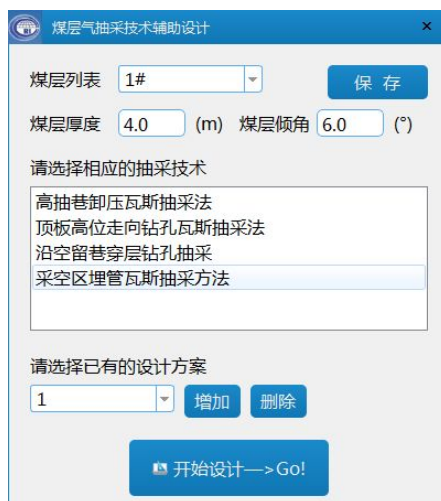 煤层气抽采技术辅助设计 ×
煤层列表 1# 保 存
煤层厚度 4.0 (m) 煤层倾角 6.0 (°)
请选择相应的抽采技术
高抽巷卸压瓦斯抽采法
顶板高位走向钻孔瓦斯抽采法
沿空留巷穿层钻孔抽采
采空区埋管瓦斯抽采方法
请选择已有的设计方案
1 增加 删除
开始设计—>Go!